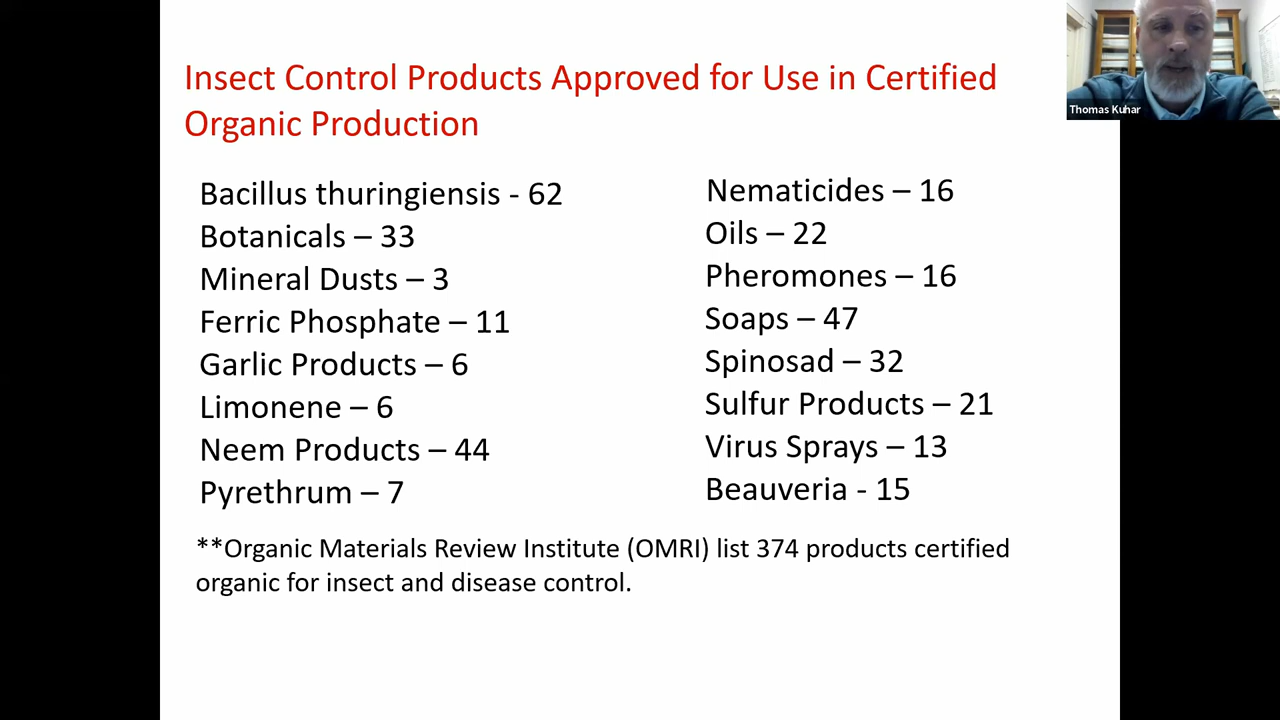 Insect Control Products Approved for Use in Certified
Organic Production
Bacillus thuringiensis - 62
Botanicals – 33
Mineral Dusts – 3
Ferric Phosphate – 11
Garlic Products – 6
Limonene – 6
Neem Products – 44
Pyrethrum – 7
Nematicides – 16
Oils – 22
Pheromones – 16
Soaps – 47
Spinosad – 32
Sulfur Products – 21
Virus Sprays – 13
Beauveria - 15
**Organic Materials Review Institute (OMRI) list 374 products certified
organic for insect and disease control.
Thomas Kuhar